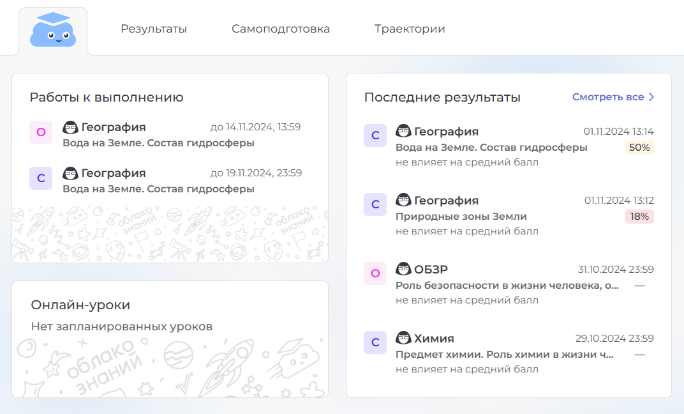 Результаты
Самоподготовка
Траектории
Работы к выполнению
О
География
до 14.11.2024, 13:59
Вода на Земле. Состав гидросферы
С
География
до 19.11.2024, 23:59
Вода на Земле. Состав гидросферы
облако
знаний
облако
знаний
Онлайн-уроки
Нет запланированных уроков
облако
знаний
Последние результаты
Смотреть все
С
География
01.11.2024 13:14
Вода на Земле. Состав гидросферы
50%
не влияет на средний балл
С
География
01.11.2024 13:12
Природные зоны Земли
18%
не влияет на средний балл
О
ОБЗР
31.10.2024 23:59
Роль безопасности в жизни человека, о...
—
не влияет на средний балл
С
Химия
29.10.2024 23:59
Предмет химии. Роль химии в жизни ч...
—
не влияет на средний балл